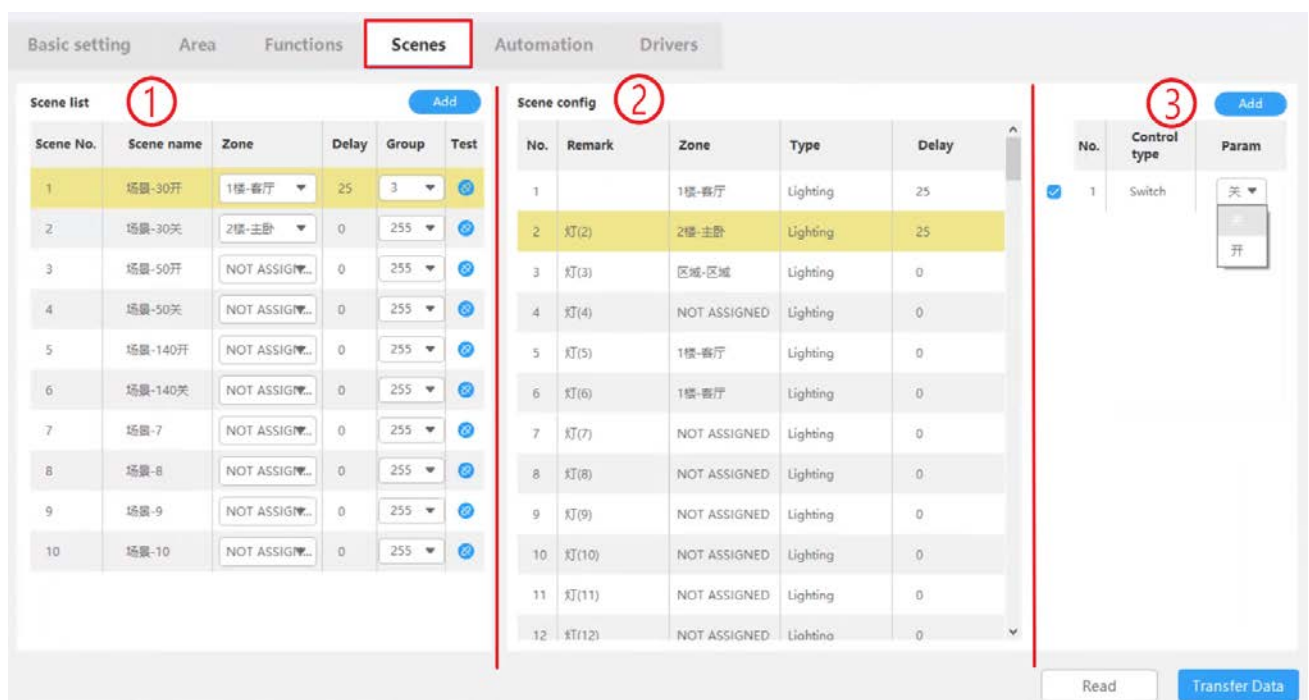 Basic setting Area Functions Scenes Automation Drivers
Scene list 1 Add Scene config 2 3 Add
Scene No. Scene name Zone Delay Group Test No. Remark Zone Type Delay No. Control type Param
1 场景-30开 1楼-客厅 25 3 1 1楼-客厅 Lighting 25 1 Switch 关
2 场景-30关 2楼-主卧 0 255 2 灯(2) 2楼-主卧 Lighting 25 开
3 场景-50开 NOT ASSIGN... 0 255 3 灯(3) 区域-区域 Lighting 0
4 场景-50关 NOT ASSIGN... 0 255 4 灯(4) NOT ASSIGNED Lighting 0
5 场景-140开 NOT ASSIGN... 0 255 5 灯(5) 1楼-客厅 Lighting 0
6 场景-140关 NOT ASSIGN... 0 255 6 灯(6) 1楼-客厅 Lighting 0
7 场景-7 NOT ASSIGN... 0 255 7 灯(7) NOT ASSIGNED Lighting 0
8 场景-8 NOT ASSIGN... 0 255 8 灯(8) NOT ASSIGNED Lighting 0
9 场景-9 NOT ASSIGN... 0 255 9 灯(9) NOT ASSIGNED Lighting 0
10 场景-10 NOT ASSIGN... 0 255 10 灯(10) NOT ASSIGNED Lighting 0
11 灯(11) NOT ASSIGNED Lighting 0
12 灯(12) NOT ASSIGNED Lighting 0
Read Transfer Data